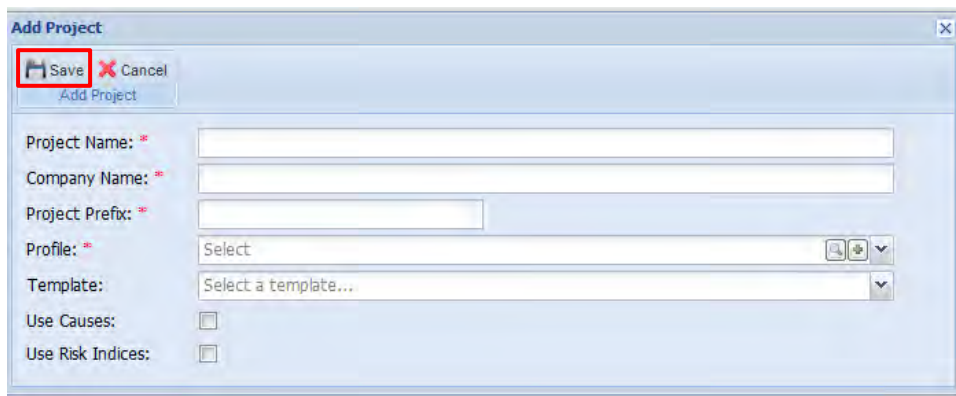 Add Project
Save Cancel
Add Project
Project Name: *
Company Name: *
Project Prefix: *
Profile: * Select
Template: Select a template...
Use Causes:
Use Risk Indices: